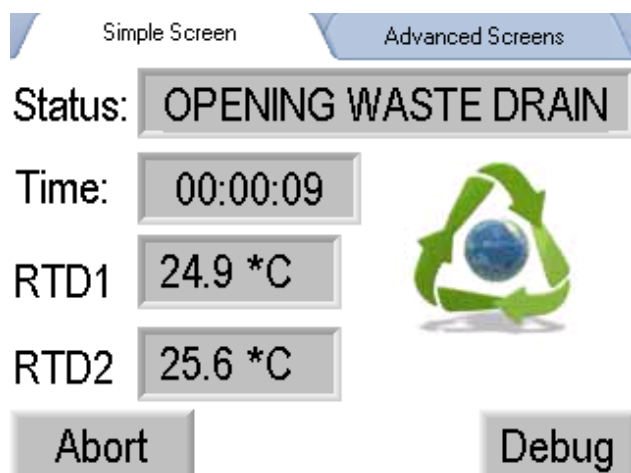 Simple Screen Advanced Screens
Status: OPENING WASTE DRAIN
Time: 00:00:09
RTD1 24.9 *C
RTD2 25.6 *C
Abort Debug